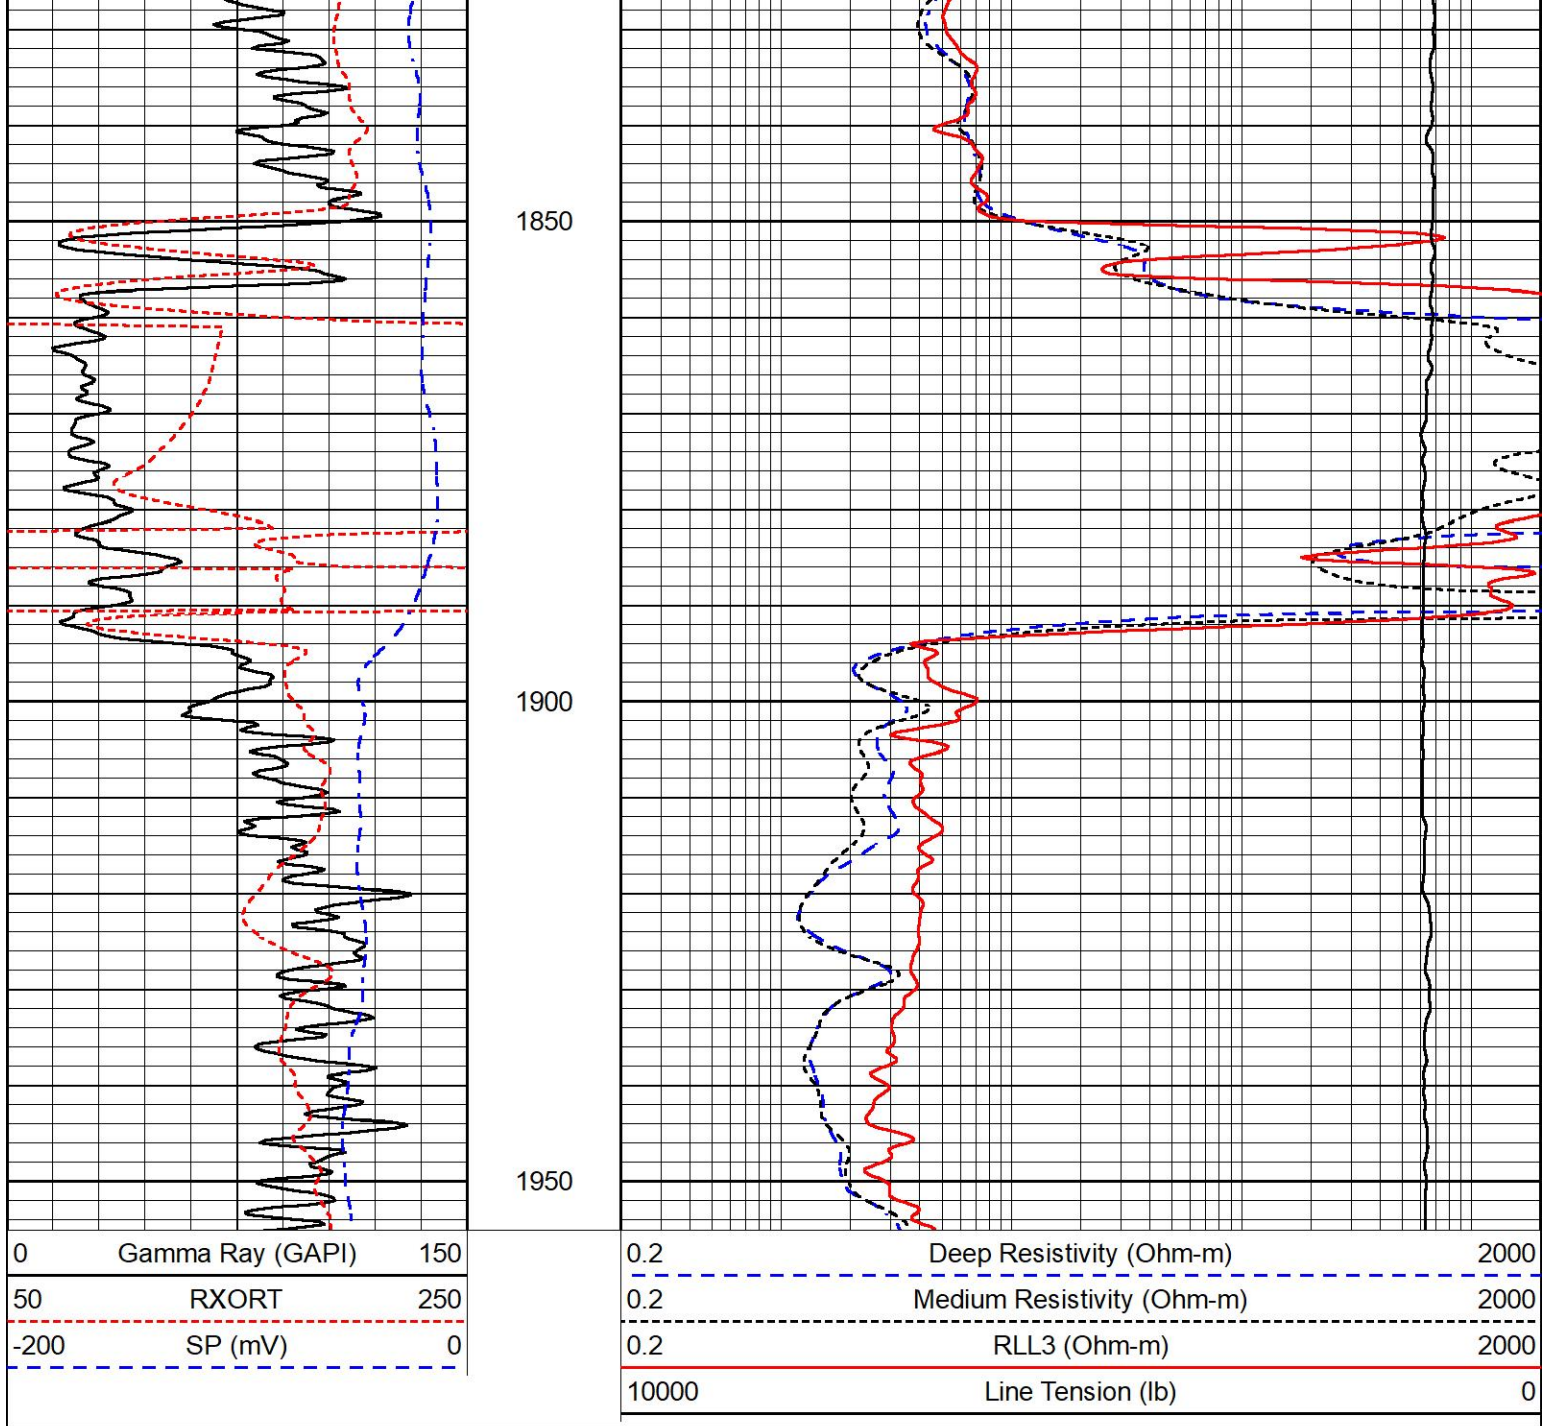 1850
1900
1950
0 Gamma Ray (GAPI) 150
50 RXORT 250
-200 SP (mV) 0
0.2 Deep Resistivity (Ohm-m) 2000
0.2 Medium Resistivity (Ohm-m) 2000
0.2 RLL3 (Ohm-m) 2000
10000 Line Tension (lb) 0